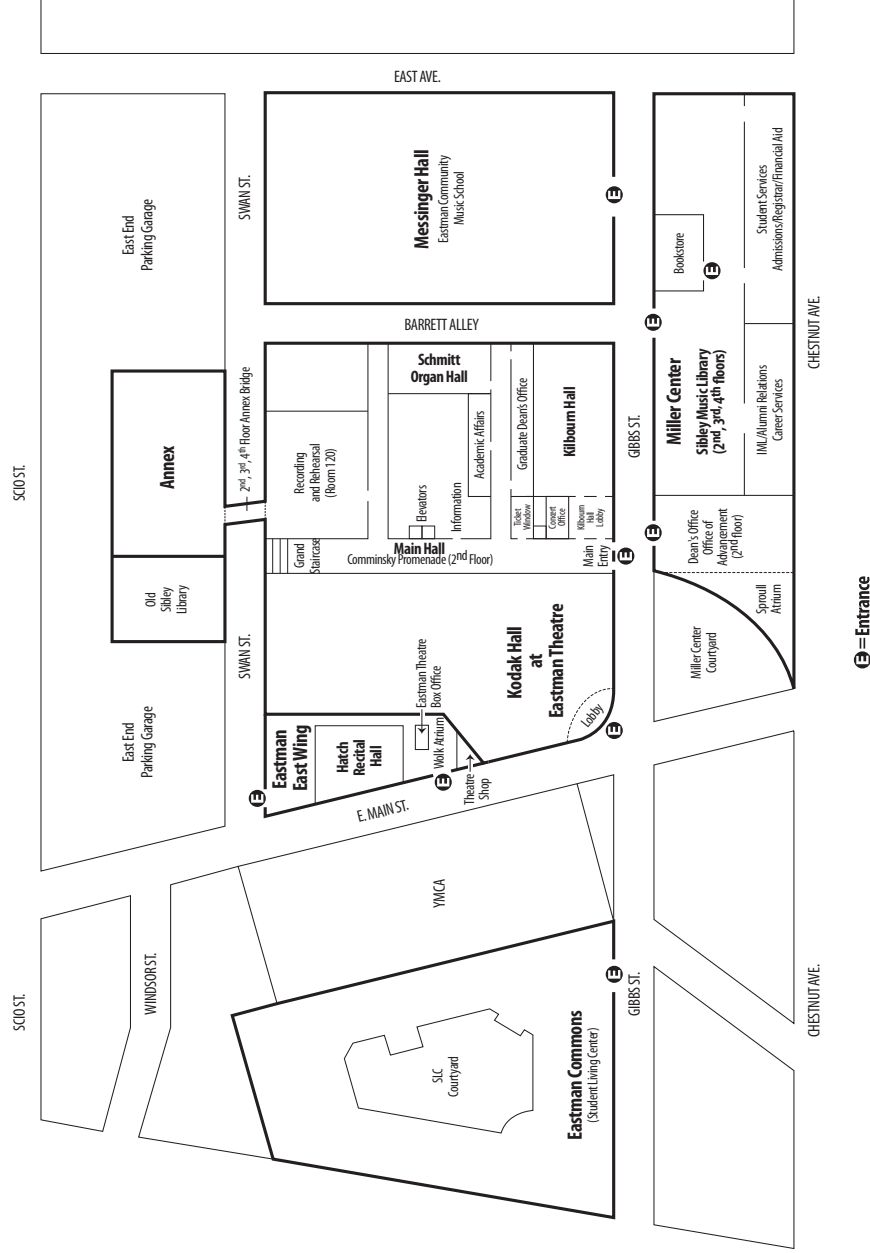 SCIO ST.
SCIO ST.
East End
Parking Garage
East End
Parking Garage
Old
Sibley
Library
Annex
WINDSOR ST.
SWAN ST.
SWAN ST.
2nd, 3rd, 4th Floor Annex Bridge
Eastman
East Wing
Hatch
Recital
Hall
Eastman Theatre
Box Office
Wolk Atrium
Theatre
Shop
Grand
Staircase
Recording
and Rehearsal
(Room 120)
Elevators
Information
Main Hall
Comminsky Promenade (2nd Floor)
Schmitt
Organ Hall
Academic Affairs
Graduate Dean's Office
Ticket
Window
Concert
Office
Kilbourn
Hall
Lobby
Kilbourn Hall
Main
Entry
Kodak Hall
at
Eastman Theatre
Lobby
Messinger Hall
Eastman Community
Music School
BARRETT ALLEY
EAST AVE.
E. MAIN ST.
YMCA
SLC
Courtyard
Eastman Commons
(Student Living Center)
GIBBS ST.
GIBBS ST.
Miller Center
Courtyard
Sproull
Atrium
Dean's Office
Office of
Advancement
(2nd floor)
Miller Center
Sibley Music Library
(2nd, 3rd, 4th floors)
Bookstore
IML/Alumni Relations
Career Services
Student Services
Admissions/Registrar/Financial Aid
CHESTNUT AVE.
CHESTNUT AVE.
E
E
E
E
E
E
E
E
E
E = Entrance